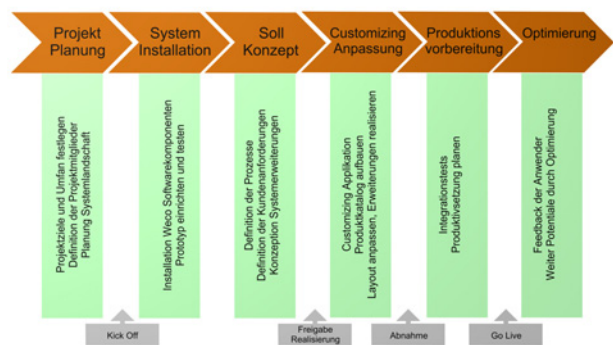 Projekt
Planung
System
Installation
Soll
Konzept
Customizing
Anpassung
Produktions
vorbereitung
Optimierung
Projektziele und Umfan festlegen
Definition der Projektmitglieder
Planung Systemlandschaft
Installation Weco Softwarekomponenten
Prototyp einrichten und testen
Definition der Prozesse
Definition der Kundenanforderungen
Konzeption Systemerweiterungen
Customizing Applikation
Produktkatalog aufbauen
Layout anpassen, Erweiterungen realisieren
Integrationstests
Produktivsetzung planen
Feedback der Anwender
Weiter Potentiale durch Optimierung
Kick Off
Freigabe
Realisierung
Abnahme
Go Live